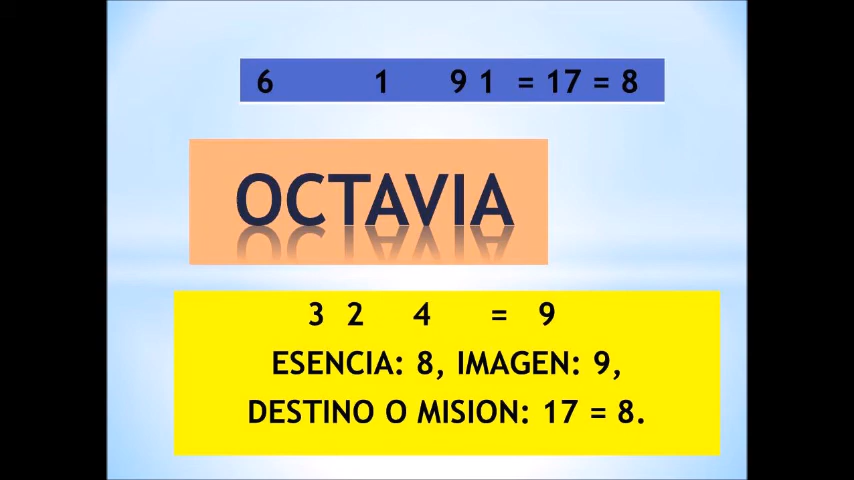 6 1 9 1 = 17 = 8
OCTAVIA
3 2 4 = 9
ESENCIA: 8, IMAGEN: 9,
DESTINO O MISION: 17 = 8.